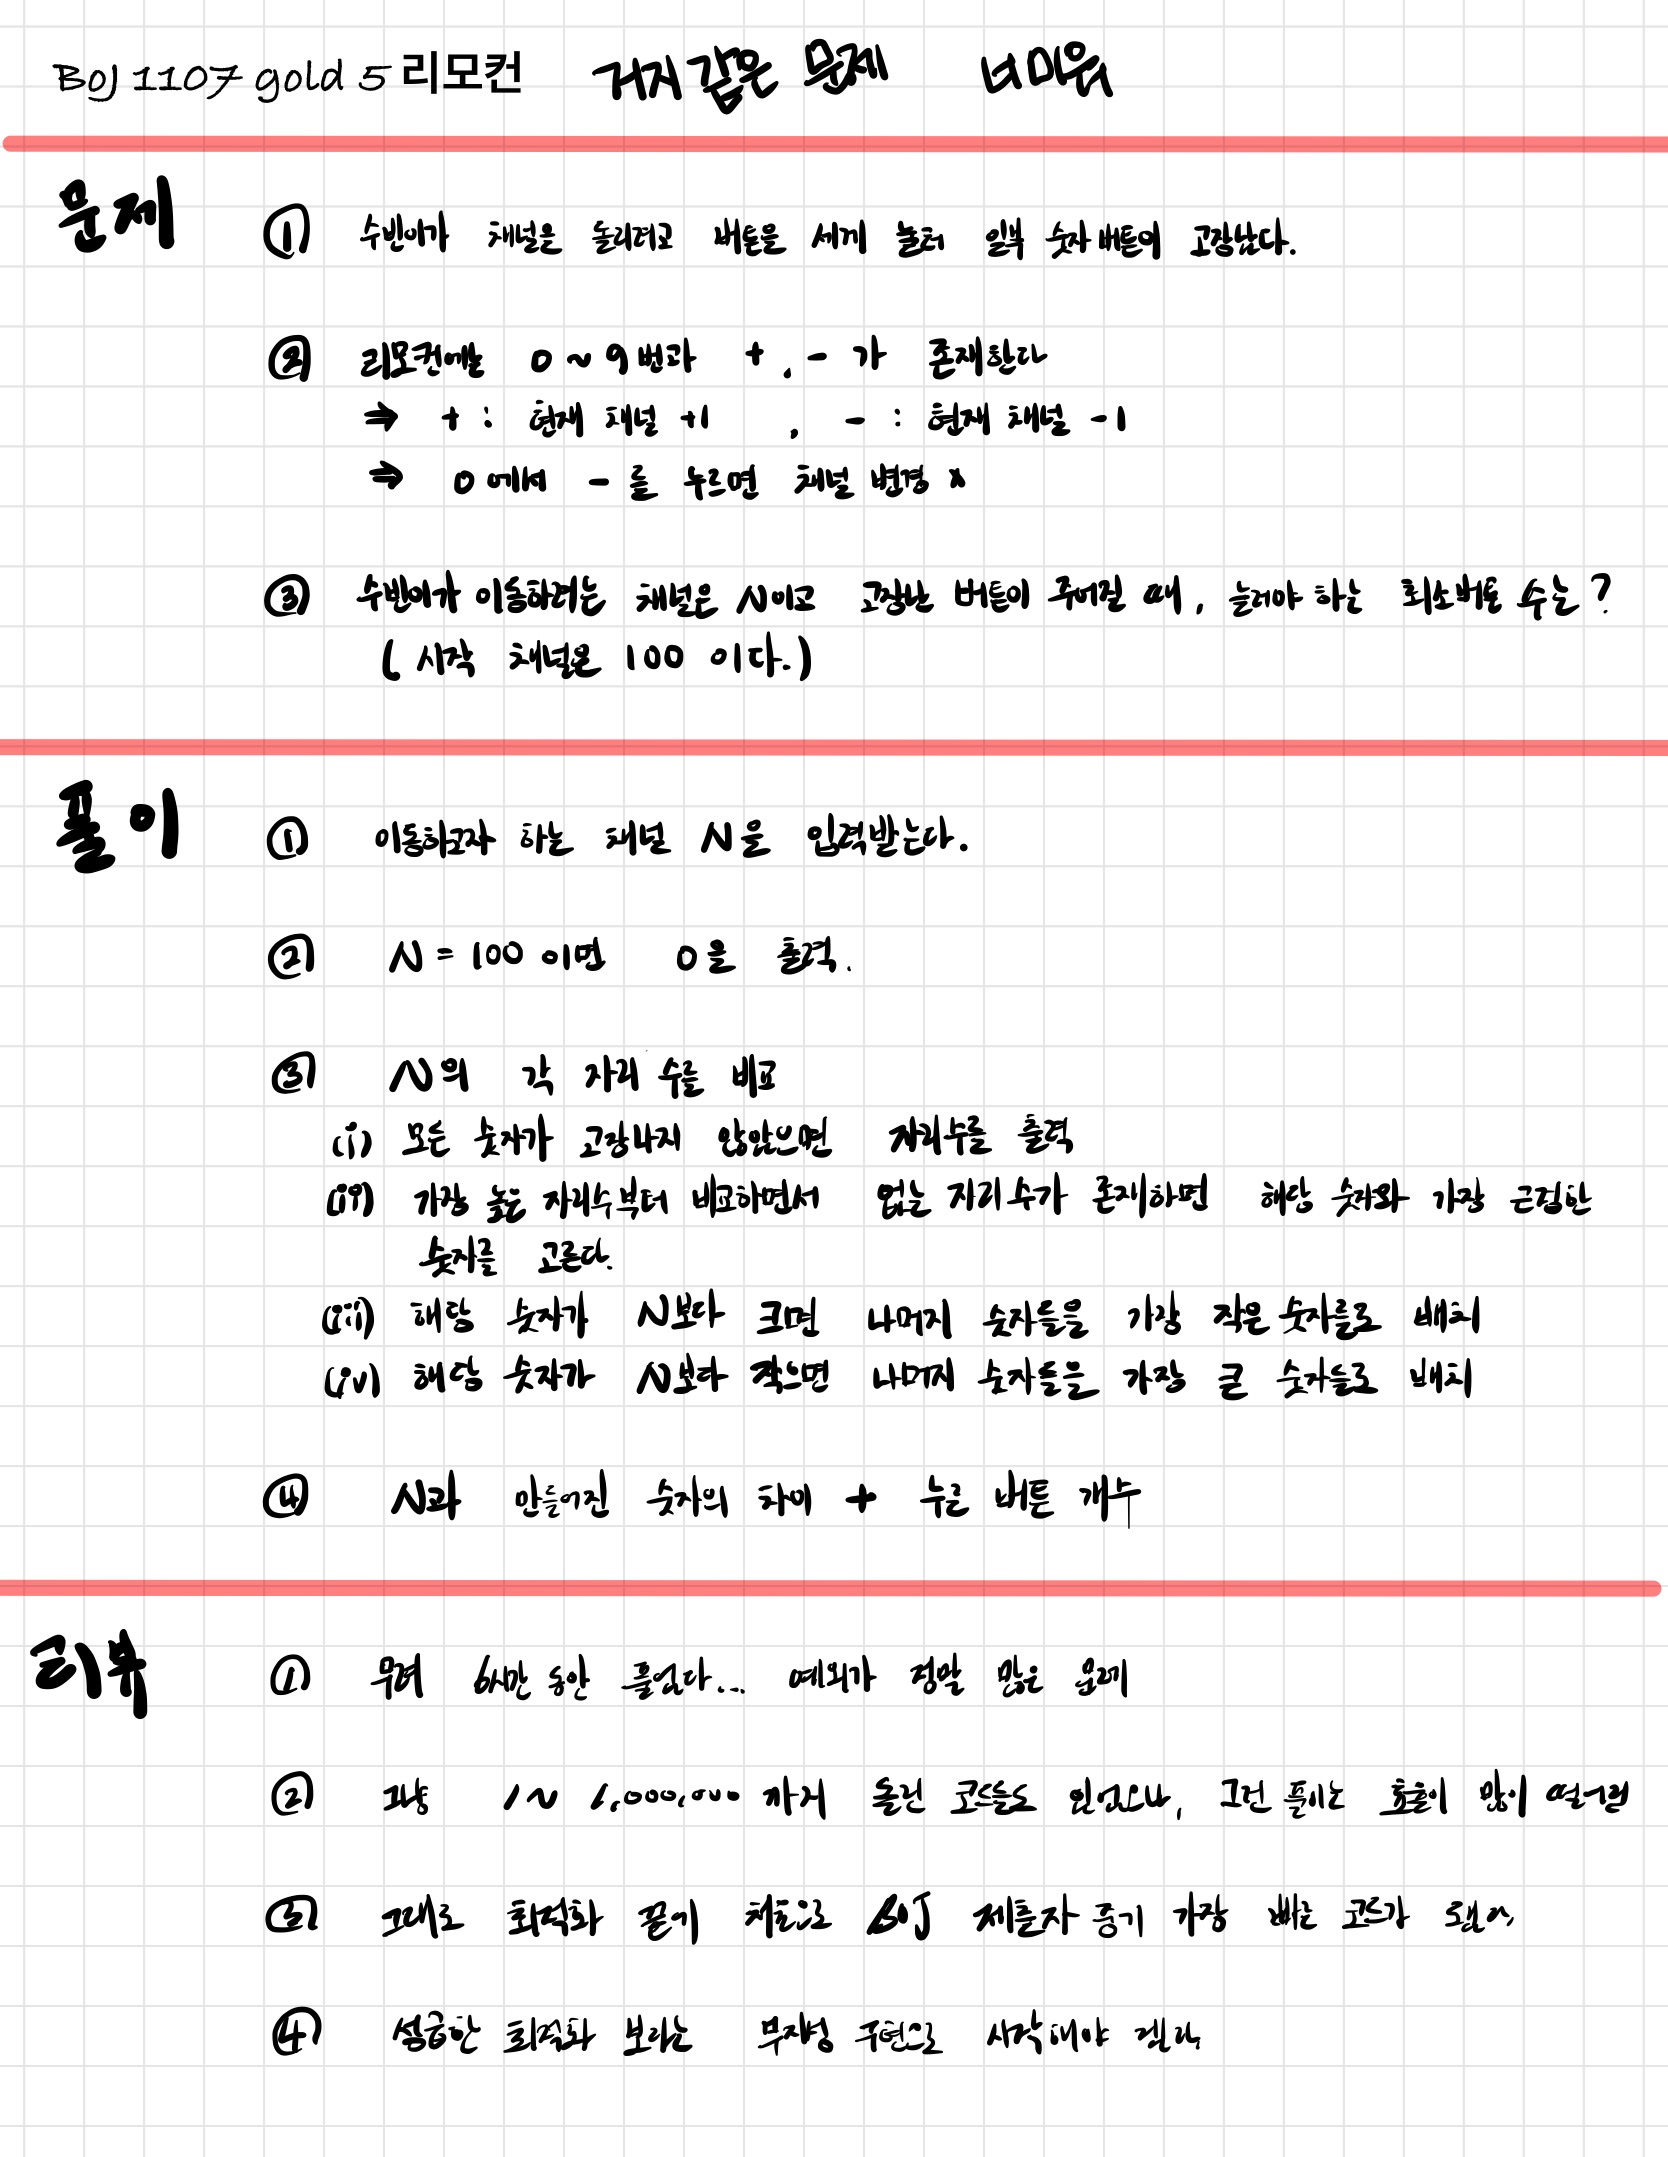 BOJ 1107 gold 5 리모컨 거지같은 문제 너미워
문제
① 수빈이가 채널을 돌리려고 버튼을 세게 눌러 일부 숫자 버튼이 고장났다.
② 리모컨에는 0 ~ 9 번과 +, - 가 존재한다
⇒ + : 현재 채널 +1 , - : 현재 채널 -1
⇒ 0 에서 - 를 누르면 채널 변경 x
③ 수빈이가 이동하려는 채널은 N이고 고장난 버튼이 주어질 때, 눌러야 하는 최소버튼 수는?
( 시작 채널은 100 이다.)
풀이
① 이동하고자 하는 채널 N을 입력받는다.
② N = 100 이면 0을 출력.
③ N의 각 자리 수를 비교
(i) 모든 숫자가 고장나지 않았으면 자리수를 출력
(ii) 가장 높은 자리수부터 비교하면서 없는 자리수가 존재하면 해당 숫자와 가장 근접한
숫자를 고른다.
(iii) 해당 숫자가 N보다 크면 나머지 숫자들을 가장 작은 숫자들로 배치
(iv) 해당 숫자가 N보다 작으면 나머지 숫자들을 가장 큰 숫자들로 배치
④ N과 만들어진 숫자의 차이 + 누른 버튼 개수
리뷰
① 무려 6시간 동안 풀었다... 예외가 정말 많은 문제
② 그냥 1 ~ 1,000,000 까지 돌린 코드들도 있었으나, 그런 풀이는 효율이 많이 떨어짐
③ 그대로 최적화 끝기 처음으로 BOJ 제출자 중기 가장 빠른 코드가
④ 섬급한 최적화 보다는 무지성 구현으로 시작해야 겠다.